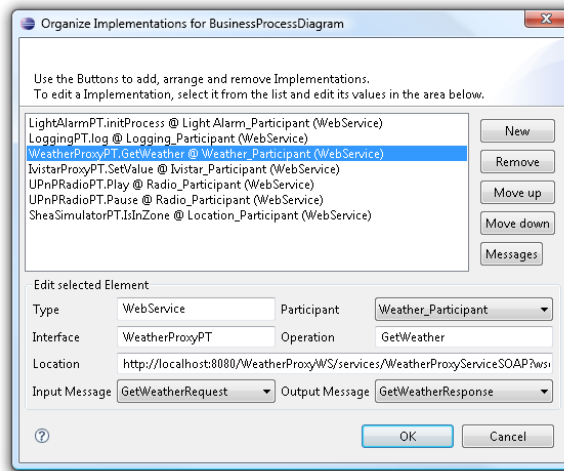 Organize Implementations for BusinessProcessDiagram
Use the Buttons to add, arrange and remove Implementations.
To edit a Implementation, select it from the list and edit its values in the area below.
LightAlarmPT.initProcess @ Light Alarm_Participant (WebService)
LoggingPT.log @ Logging_Participant (WebService)
WeatherProxyPT.GetWeather @ Weather_Participant (WebService)
IvistarProxyPT.SetValue @ Ivistar_Participant (WebService)
UPnPRadioPT.Play @ Radio_Participant (WebService)
UPnPRadioPT.Pause @ Radio_Participant (WebService)
SheaSimulatorPT.IsInZone @ Location_Participant (WebService)
New
Remove
Move up
Move down
Messages
Edit selected Element
Type WebService Participant Weather_Participant
Interface WeatherProxyPT Operation GetWeather
Location http://localhost:8080/WeatherProxyWS/services/WeatherProxyServiceSOAP?ws
Input Message GetWeatherRequest Output Message GetWeatherResponse
? OK Cancel